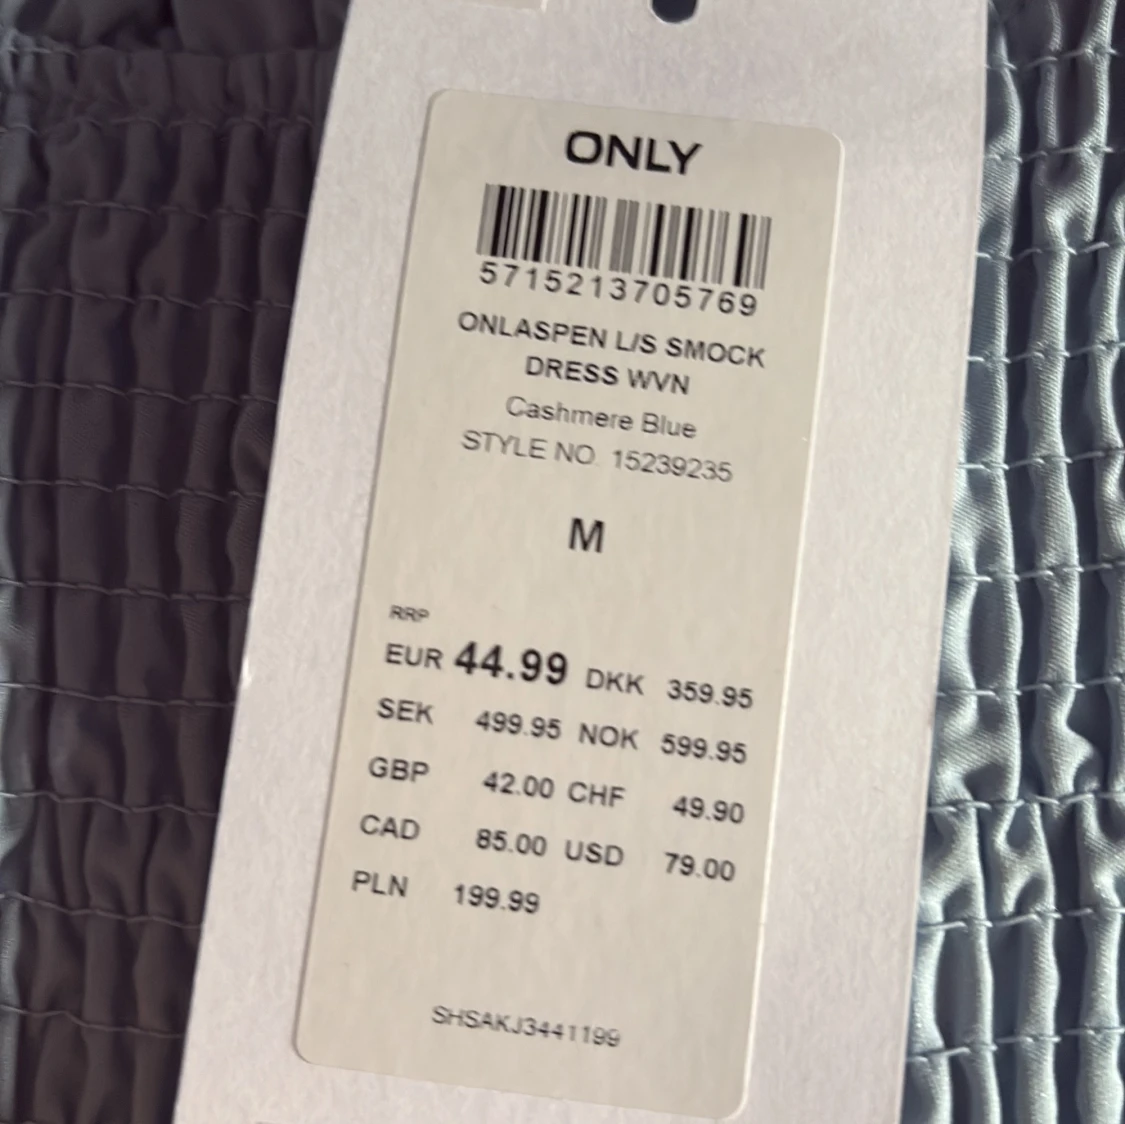 ONLY
5715213705769
ONLASPEN L/S SMOCK
DRESS WVN
Cashmere Blue
STYLE NO. 15239235
M
RRP
EUR 44.99 DKK 359.95
SEK 499.95 NOK 599.95
GBP 42.00 CHF 49.90
CAD 85.00 USD 79.00
PLN 199.99
SHSAKJ3441199